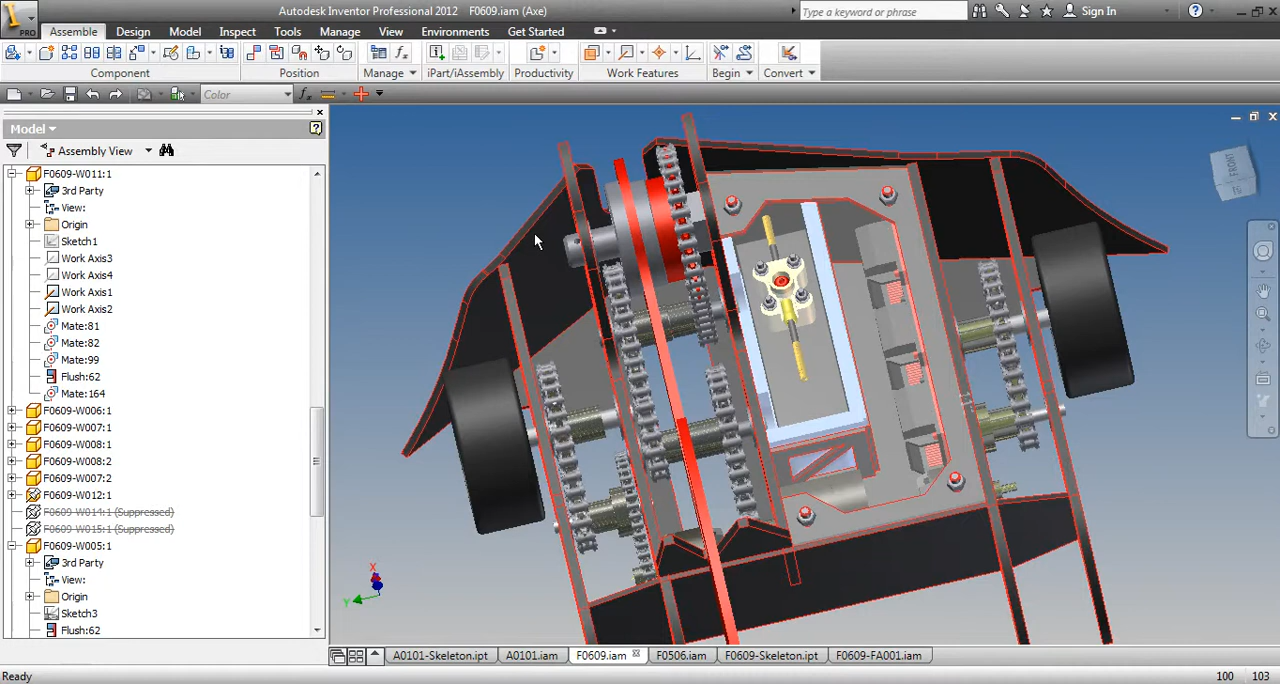 PRO
Autodesk Inventor Professional 2012   F0609.iam (Axe)
Type a keyword or phrase
Sign In
Assemble Design Model Inspect Tools Manage View Environments Get Started
Component Position Manage iPart/iAssembly Productivity Work Features Begin Convert
Color
Model
Assembly View
F0609-W011:1
3rd Party
View:
Origin
Sketch1
Work Axis3
Work Axis4
Work Axis1
Work Axis2
Mate:81
Mate:82
Mate:99
Flush:62
Mate:164
F0609-W006:1
F0609-W007:1
F0609-W008:1
F0609-W008:2
F0609-W007:2
F0609-W012:1
F0609-W014:1 (Suppressed)
F0609-W015:1 (Suppressed)
F0609-W005:1
3rd Party
View:
Origin
Sketch3
Flush:62
FRONT
X
Y
A0101-Skeleton.ipt A0101.iam F0609.iam F0506.iam F0609-Skeleton.ipt F0609-FA001.iam
Ready
100 103